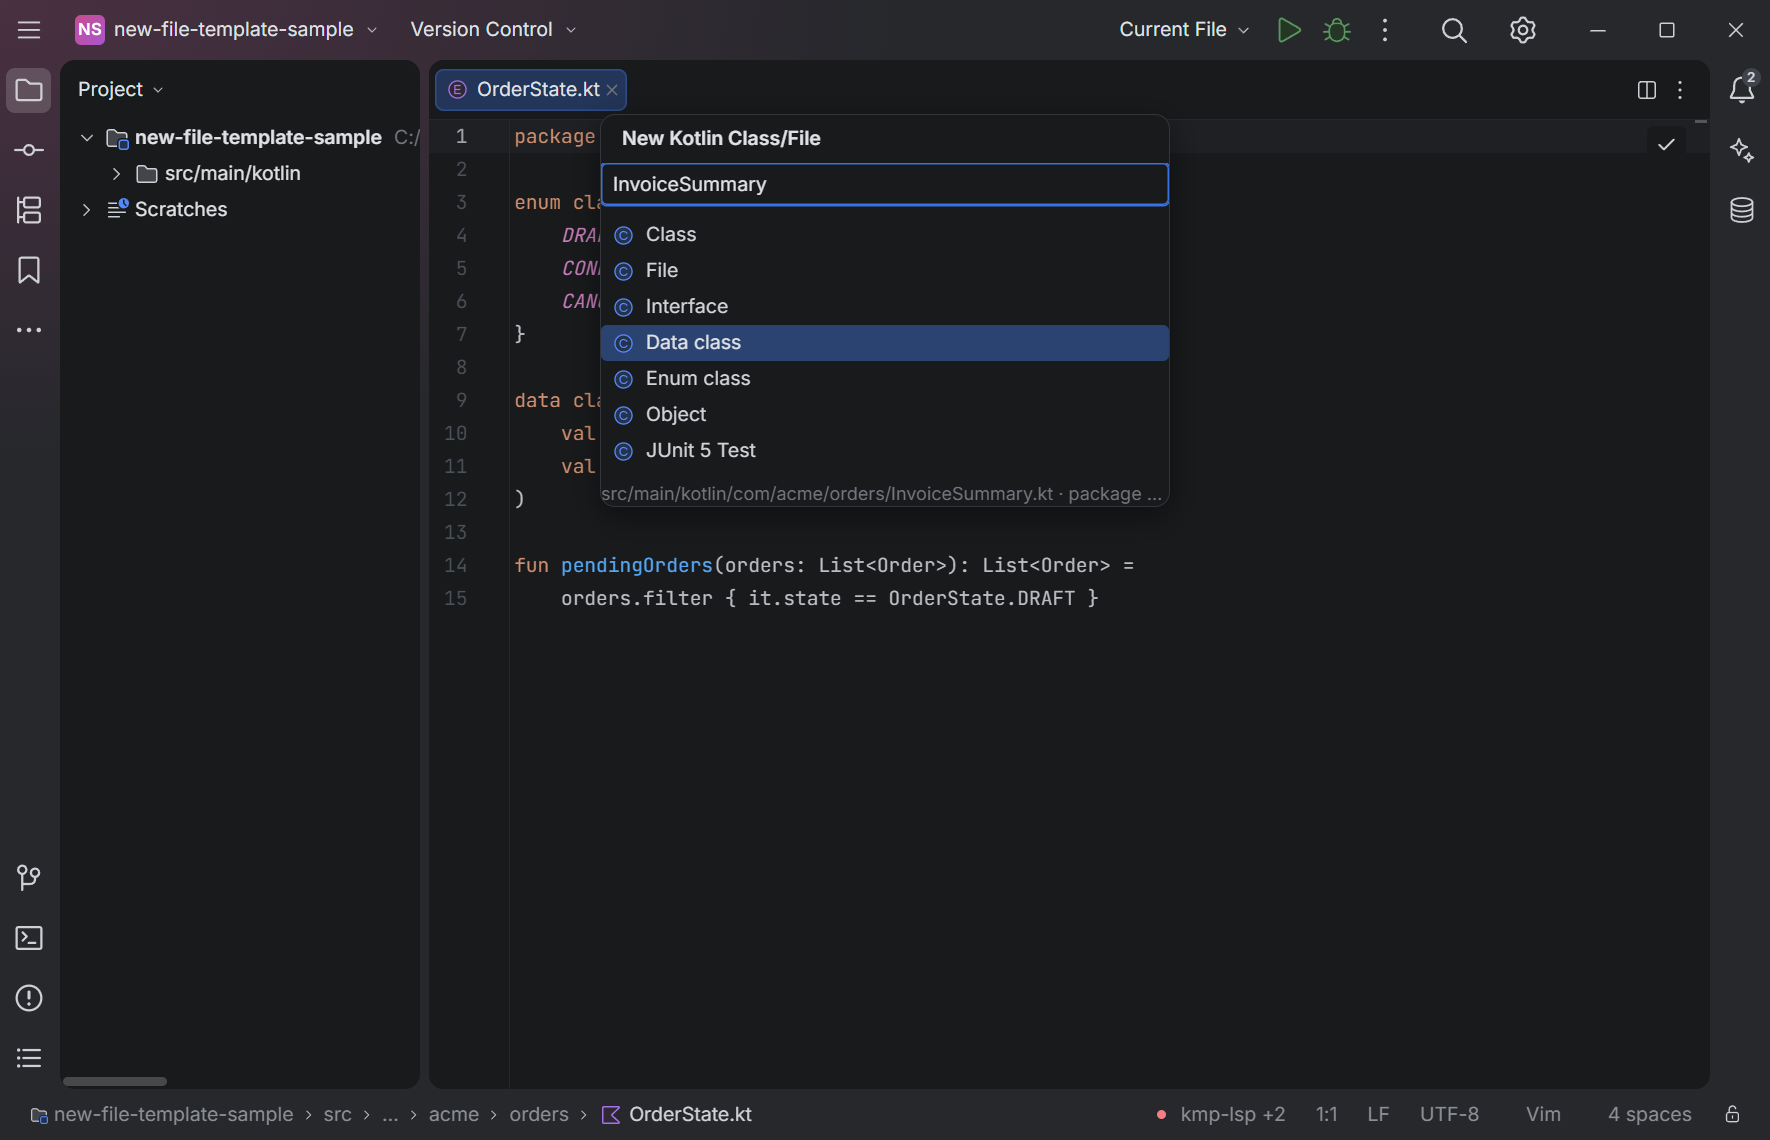 NS new-file-template-sample Version Control Current File
Project
OrderState.kt
2
new-file-template-sample C:/
src/main/kotlin
Scratches
New Kotlin Class/File
InvoiceSummary
Class
File
Interface
Data class
Enum class
Object
JUnit 5 Test
src/main/kotlin/com/acme/orders/InvoiceSummary.kt · package ...
1 package
2
3 enum cla
4 DRA
5 CON
6 CAN
7 }
8
9 data cla
10 val
11 val
12 )
13
14 fun pendingOrders(orders: List<Order>): List<Order> =
15 orders.filter { it.state == OrderState.DRAFT }
new-file-template-sample › src › ... › acme › orders › OrderState.kt kmp-lsp +2 1:1 LF UTF-8 Vim 4 spaces